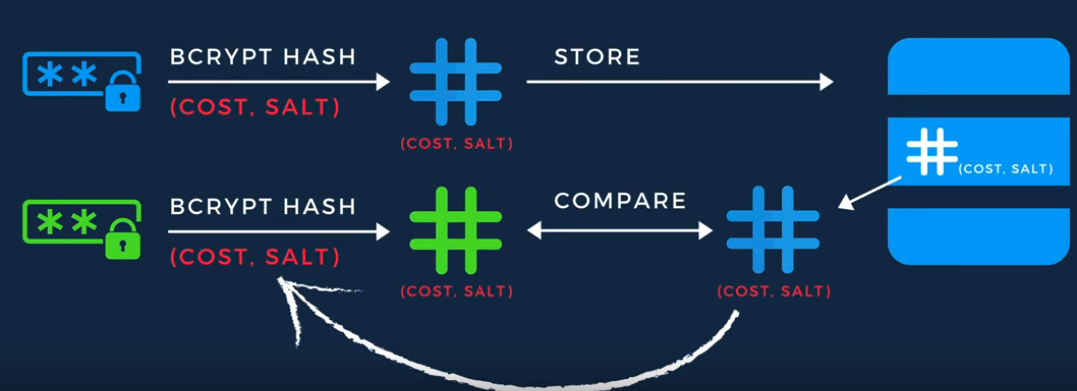 BCRYPT HASH
STORE
(COST, SALT)
(COST, SALT)
(COST, SALT)
BCRYPT HASH
COMPARE
(COST, SALT)
(COST, SALT)
(COST, SALT)